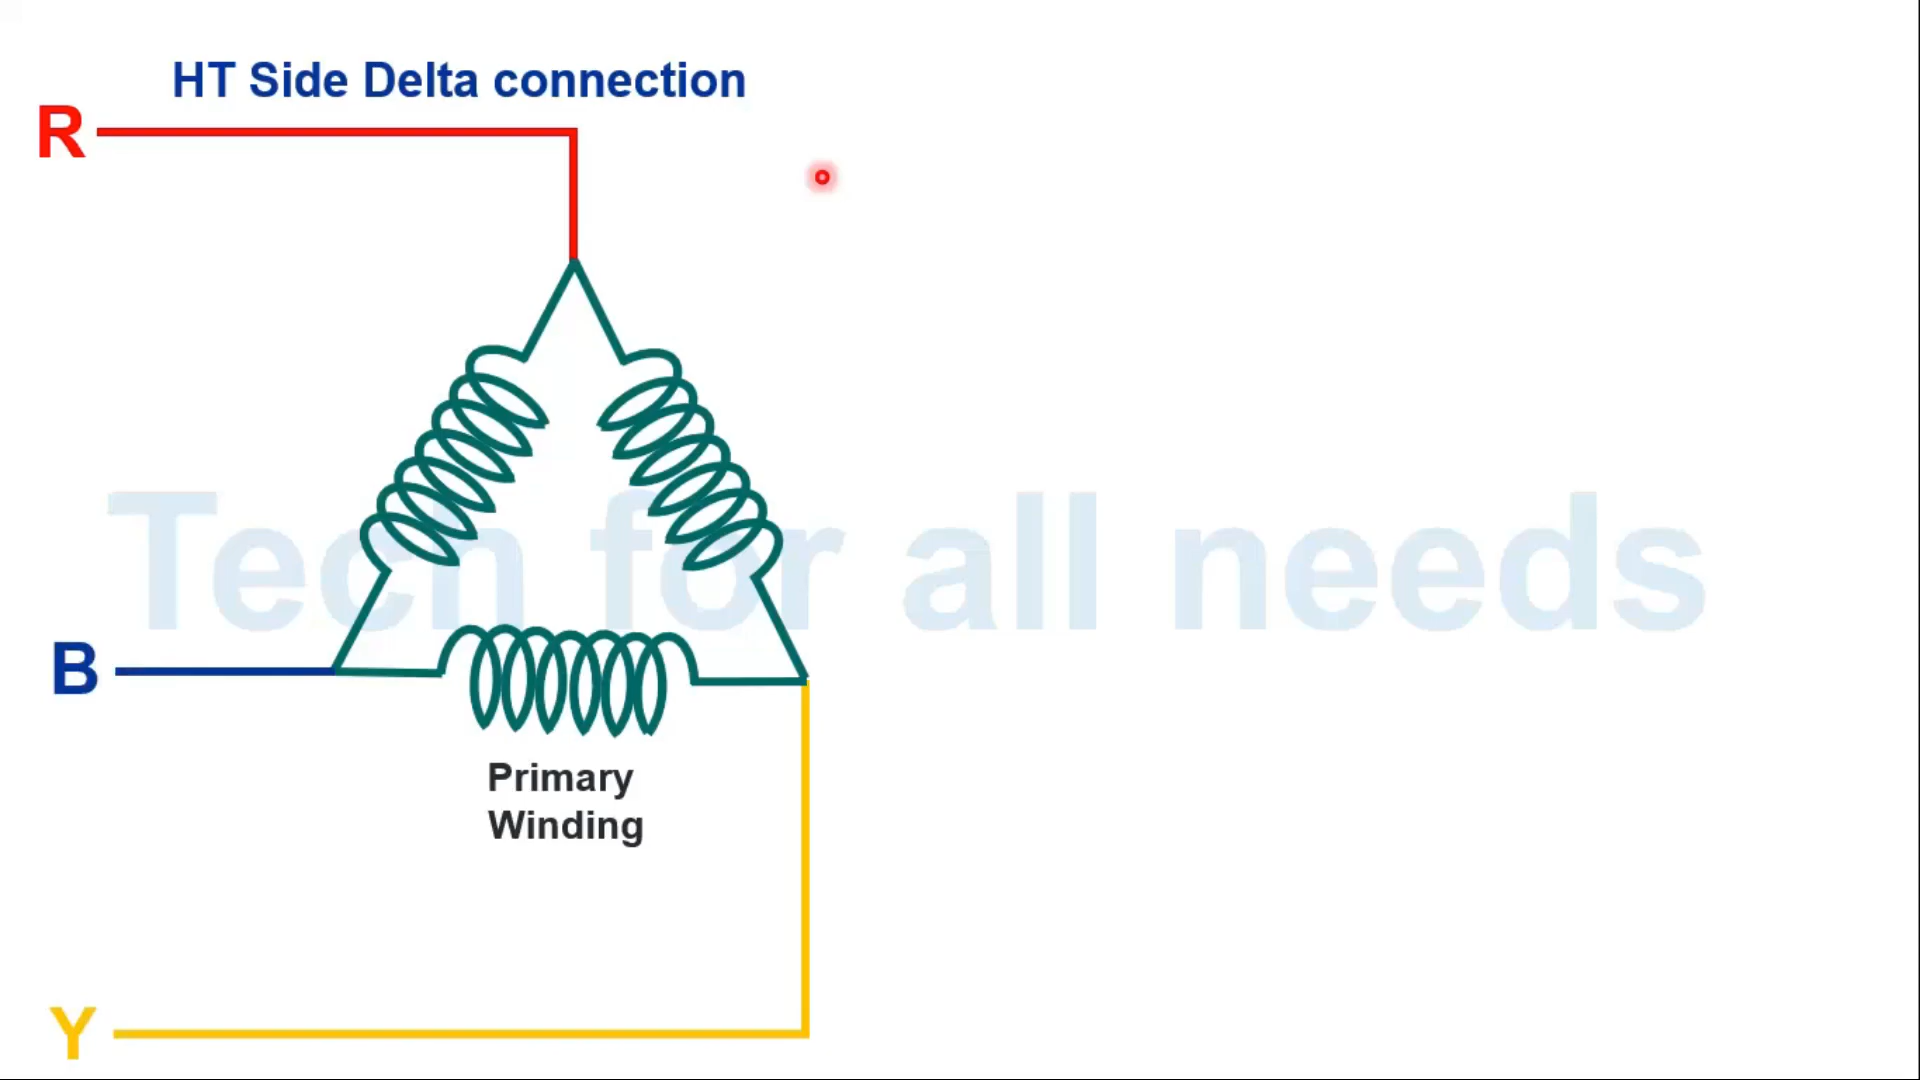 HT Side Delta connection
R
Tech for all needs
B
Primary
Winding
Y